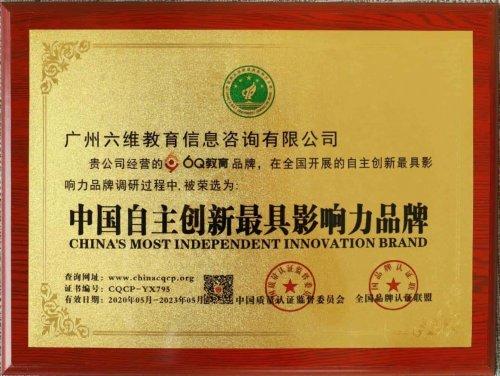 广州六维教育信息咨询有限公司
贵公司经营的 6Q教育 品牌，在全国开展的自主创新最具影
响力品牌调研过程中，被荣选为：
中国自主创新最具影响力品牌
CHINA'S MOST INDEPENDENT INNOVATION BRAND
查询网址：www.chinacqcp.org
证书编号：CQCP-YX795
有效日期：2020年05月-2023年05月
中国质量认证监督委员会 全国品牌认证联盟